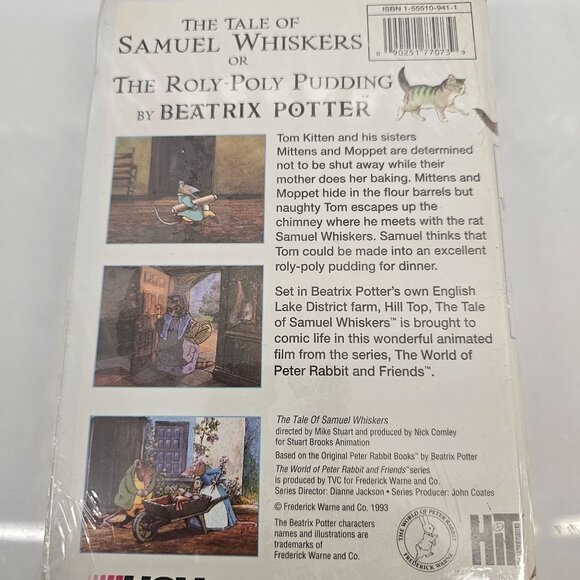 THE TALE OF
SAMUEL WHISKERS
OR
THE ROLY-POLY PUDDING
BY BEATRIX POTTER™
ISBN 1-55510-941-1
6 90251 77073 9
Tom Kitten and his sisters
Mittens and Moppet are determined
not to be shut away while their
mother does her baking. Mittens and
Moppet hide in the flour barrels but
naughty Tom escapes up the
chimney where he meets with the rat
Samuel Whiskers. Samuel thinks that
Tom could be made into an excellent
roly-poly pudding for dinner.
Set in Beatrix Potter's own English
Lake District farm, Hill Top, The Tale
of Samuel Whiskers™ is brought to
comic life in this wonderful animated
film from the series, The World of
Peter Rabbit and Friends™.
The Tale Of Samuel Whiskers
directed by Mike Stuart and produced by Nick Comley
for Stuart Brooks Animation
Based on the Original Peter Rabbit Books™ by Beatrix Potter
The World of Peter Rabbit and Friends™ series
is produced by TVC for Frederick Warne and Co.
Series Director: Dianne Jackson • Series Producer: John Coates
© Frederick Warne and Co. 1993
The Beatrix Potter characters
names and illustrations are
trademarks of
Frederick Warne and Co.
THE WORLD OF PETER RABBIT
FREDERICK WARNE
HiT